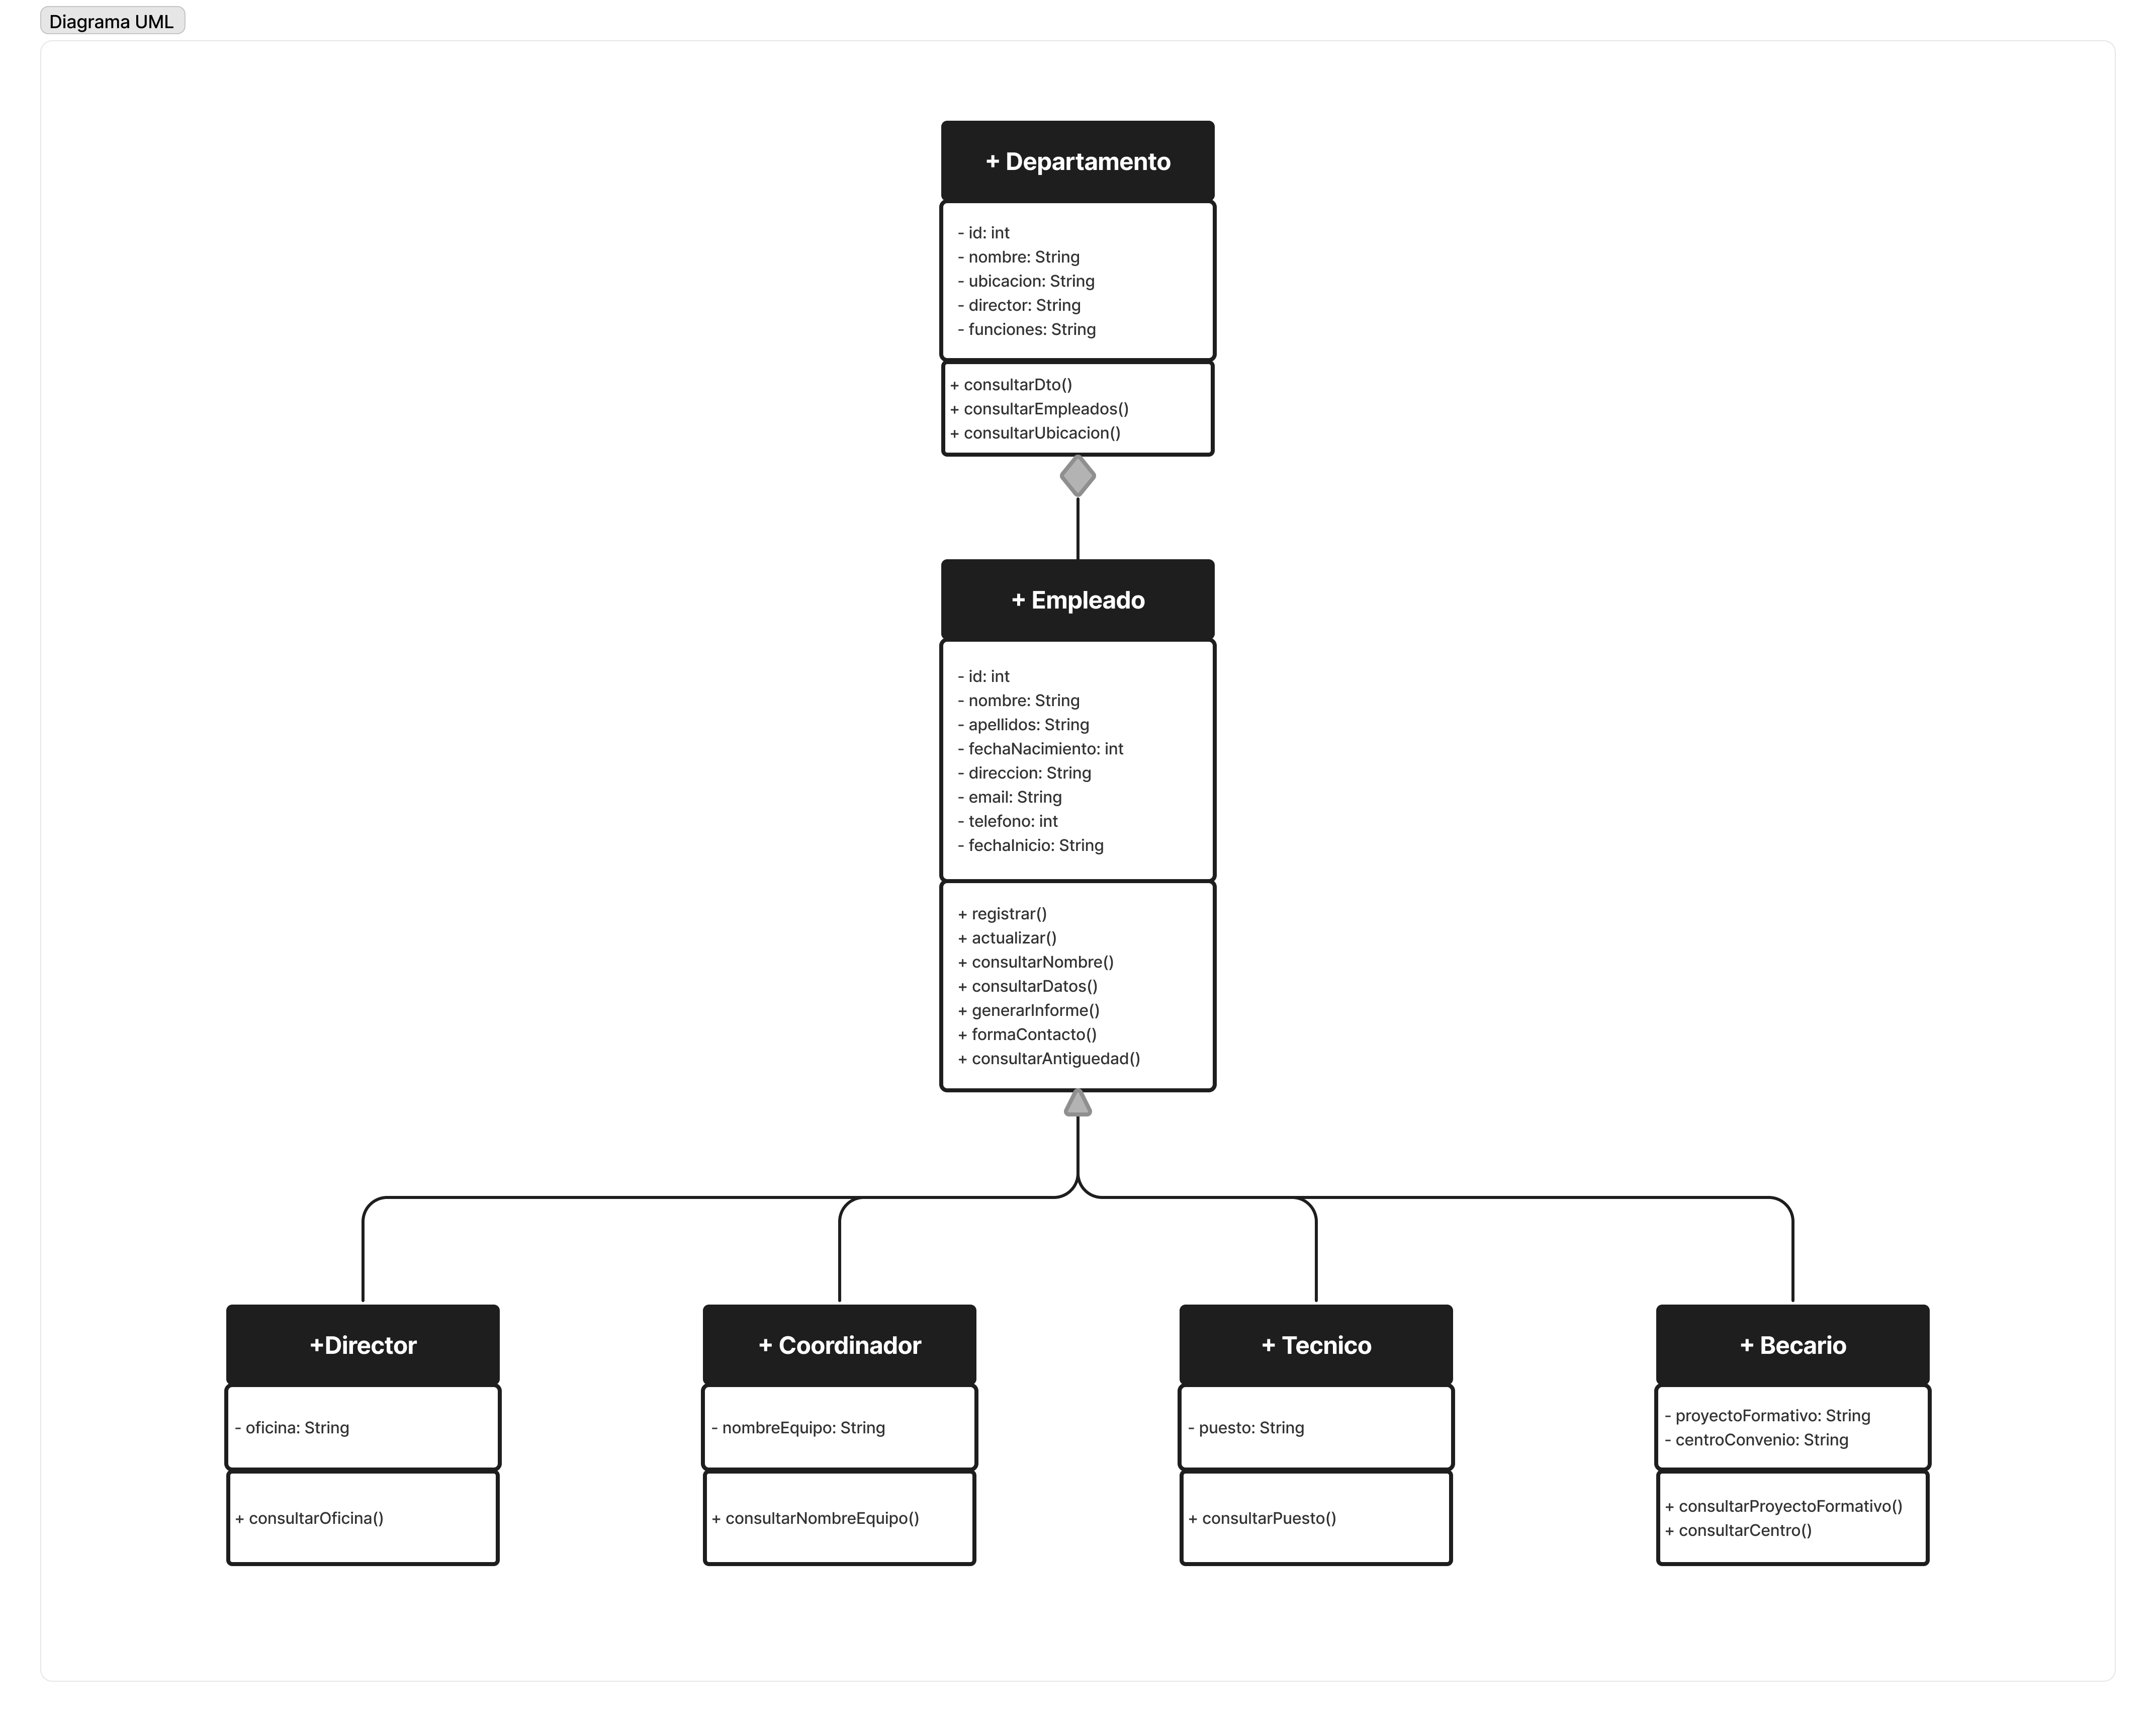 Diagrama UML
+ Departamento
- id: int
- nombre: String
- ubicacion: String
- director: String
- funciones: String
+ consultarDto()
+ consultarEmpleados()
+ consultarUbicacion()
+ Empleado
- id: int
- nombre: String
- apellidos: String
- fechaNacimiento: int
- direccion: String
- email: String
- telefono: int
- fechaInicio: String
+ registrar()
+ actualizar()
+ consultarNombre()
+ consultarDatos()
+ generarInforme()
+ formaContacto()
+ consultarAntiguedad()
+Director
- oficina: String
+ consultarOficina()
+ Coordinador
- nombreEquipo: String
+ consultarNombreEquipo()
+ Tecnico
- puesto: String
+ consultarPuesto()
+ Becario
- proyectoFormativo: String
- centroConvenio: String
+ consultarProyectoFormativo()
+ consultarCentro()